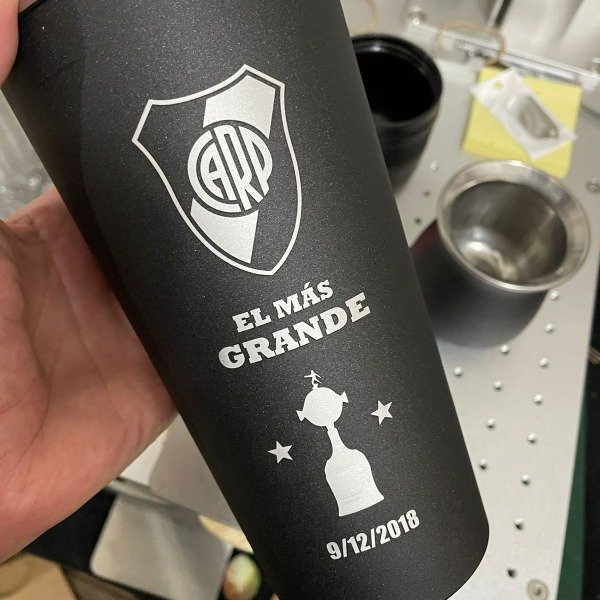 CARP
EL MÁS
GRANDE
9/12/2018